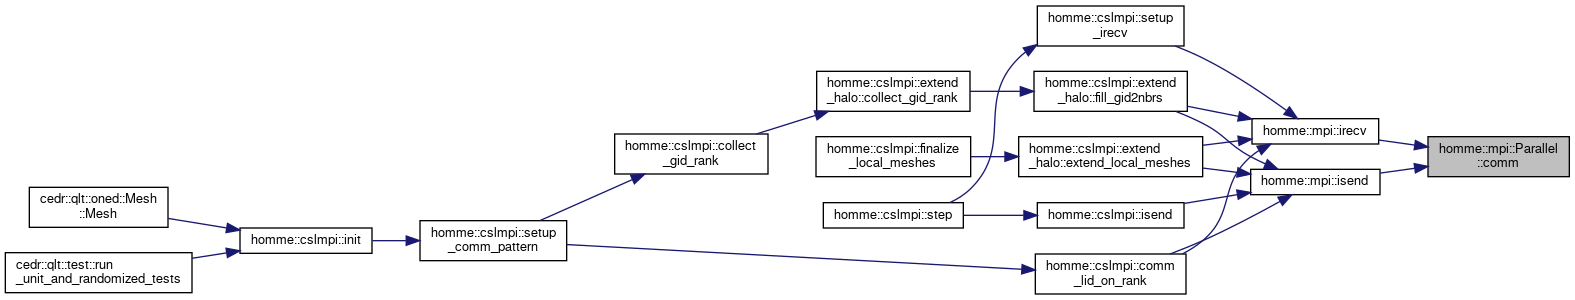 homme::cslmpi::setup
_irecv
homme::cslmpi::extend
_halo::collect_gid_rank
homme::cslmpi::extend
_halo::fill_gid2nbrs
homme::mpi::irecv
homme::cslmpi::collect
_gid_rank
homme::cslmpi::finalize
_local_meshes
homme::cslmpi::extend
_halo::extend_local_meshes
homme::mpi::Parallel
::comm
homme::mpi::isend
cedr::qlt::oned::Mesh
::Mesh
homme::cslmpi::step
homme::cslmpi::isend
homme::cslmpi::init
homme::cslmpi::setup
_comm_pattern
cedr::qlt::test::run
_unit_and_randomized_tests
homme::cslmpi::comm
_lid_on_rank